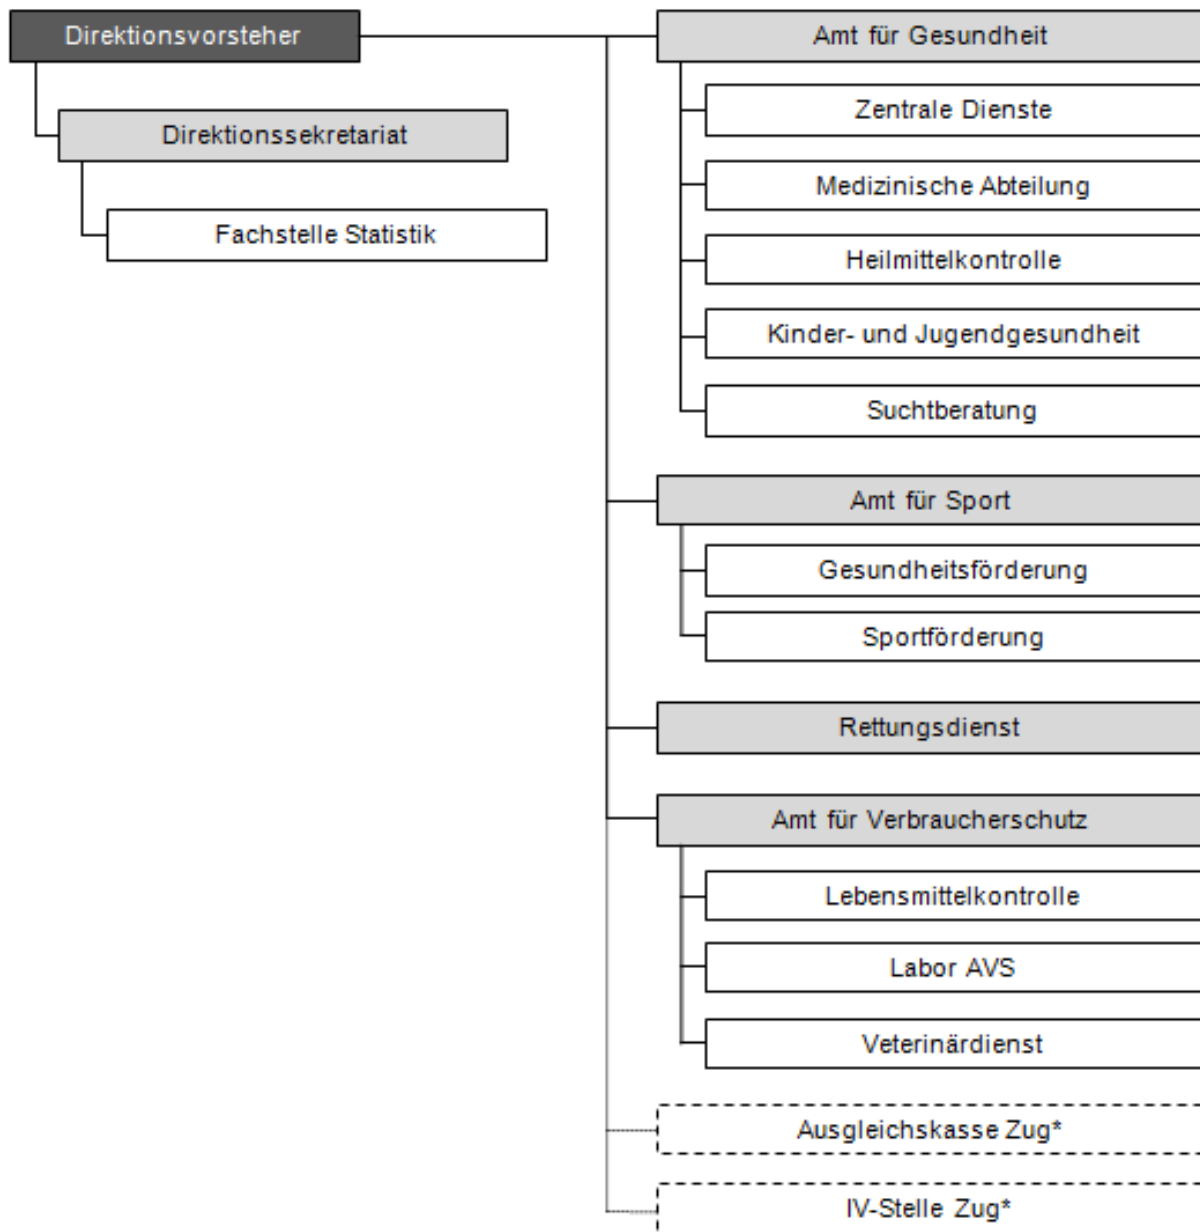 Direktionsvorsteher
Direktionssekretariat
Fachstelle Statistik
Amt für Gesundheit
Zentrale Dienste
Medizinische Abteilung
Heilmittelkontrolle
Kinder- und Jugendgesundheit
Suchtberatung
Amt für Sport
Gesundheitsförderung
Sportförderung
Rettungsdienst
Amt für Verbraucherschutz
Lebensmittelkontrolle
Labor AVS
Veterinärdienst
Ausgleichskasse Zug*
IV-Stelle Zug*